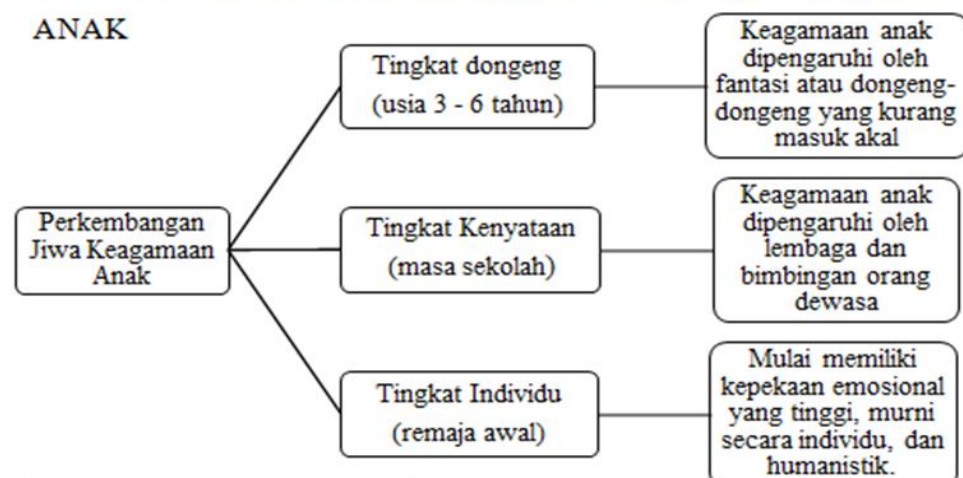 ANAK
Perkembangan
Jiwa Keagamaan
Anak
Tingkat dongeng
(usia 3 - 6 tahun)
Keagamaan anak
dipengaruhi oleh
fantasi atau dongeng-
dongeng yang kurang
masuk akal
Tingkat Kenyataan
(masa sekolah)
Keagamaan anak
dipengaruhi oleh
lembaga dan
bimbingan orang
dewasa
Tingkat Individu
(remaja awal)
Mulai memiliki
kepekaan emosional
yang tinggi, murni
secara individu, dan
humanistik.